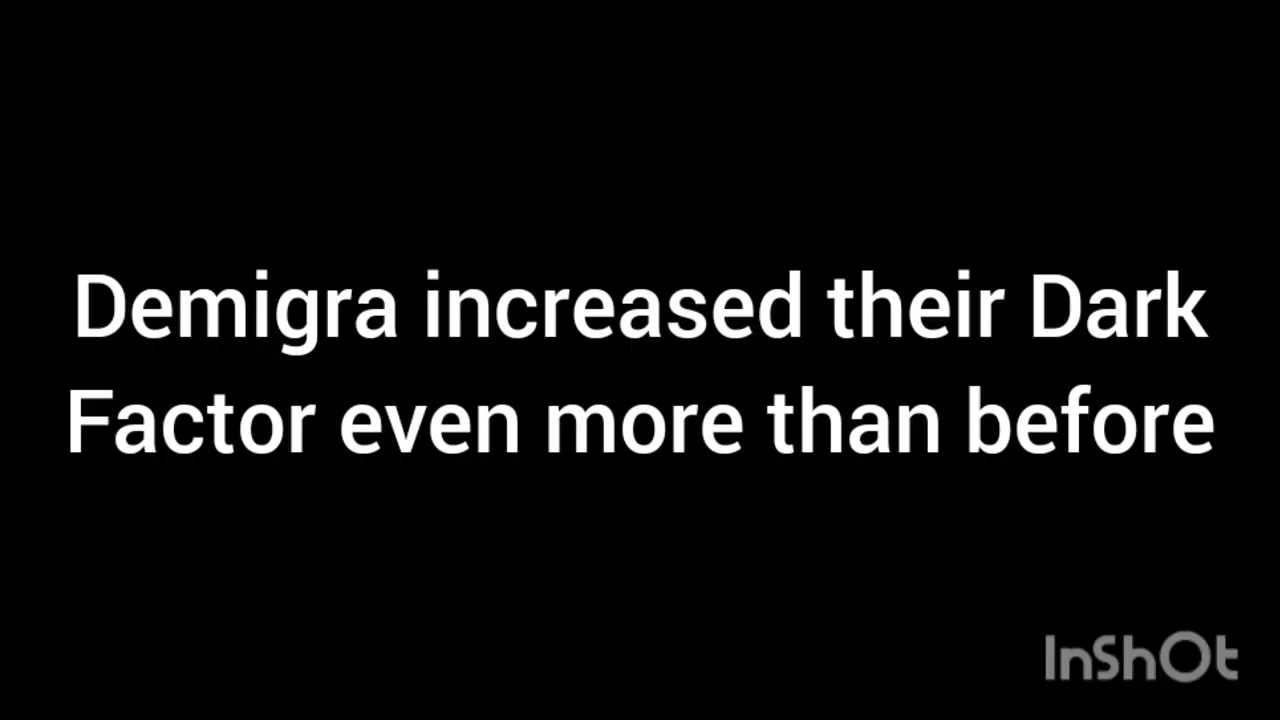 Demigra increased their Dark
Factor even more than before
InShOt